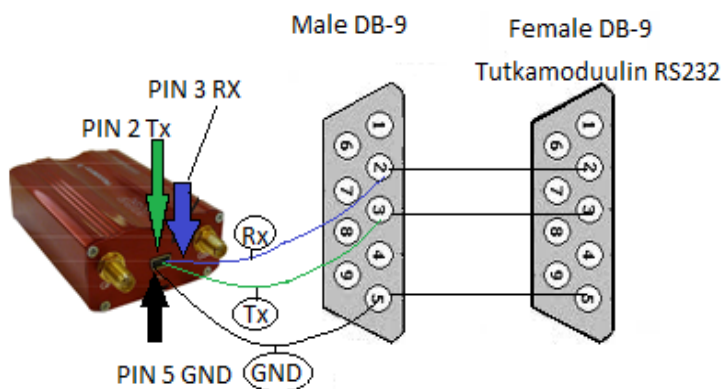 Male DB-9
Female DB-9
Tutkamoduulin RS232
PIN 3 RX
PIN 2 Tx
1
6
2
7
3
8
4
9
5
1
6
2
7
3
8
4
9
5
Rx
Tx
PIN 5 GND
GND